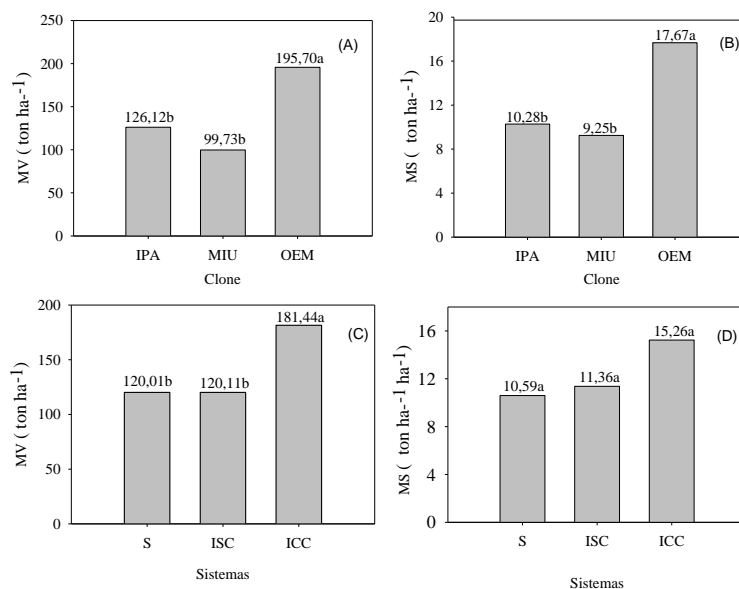 (A)
MV ( ton ha-⁻¹)
250
200
150
100
50
0
126,12b
99,73b
195,70a
IPA MIU OEM
Clone
(B)
MS ( ton ha-⁻¹)
20
16
12
8
4
0
10,28b
9,25b
17,67a
IPA MIU OEM
Clone
(C)
MV ( ton ha⁻¹)
200
150
100
50
0
120,01b
120,11b
181,44a
S ISC ICC
Sistemas
(D)
MS ( ton ha-⁻¹ ha⁻¹)
16
12
8
4
0
10,59a
11,36a
15,26a
S ISC ICC
Sistemas